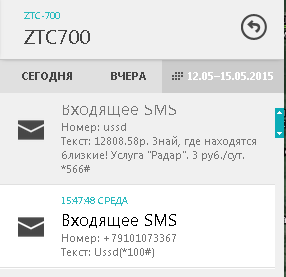 ZTC-700
ZTC700
СЕГОДНЯ
ВЧЕРА
12.05–15.05.2015
Входящее SMS
Номер: ussd
Текст: 12808.58р. Знай, где находятся
близкие! Услуга "Радар". 3 руб./сут.
*566#
15:47:48 СРЕДА
Входящее SMS
Номер: +79101073367
Текст: Ussd(*100#)